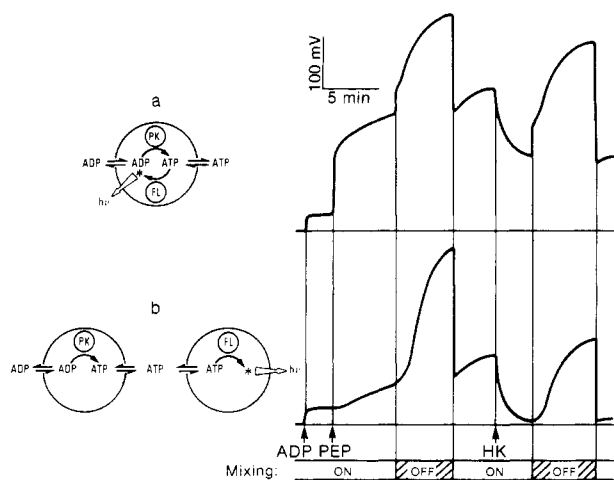 a
PK
ADP ADP ATP ATP
*
hν
FL
100 mV
5 min
b
PK
FL
ADP ADP ATP ATP ATP * hν
ADP PEP HK
Mixing: ON OFF ON OFF